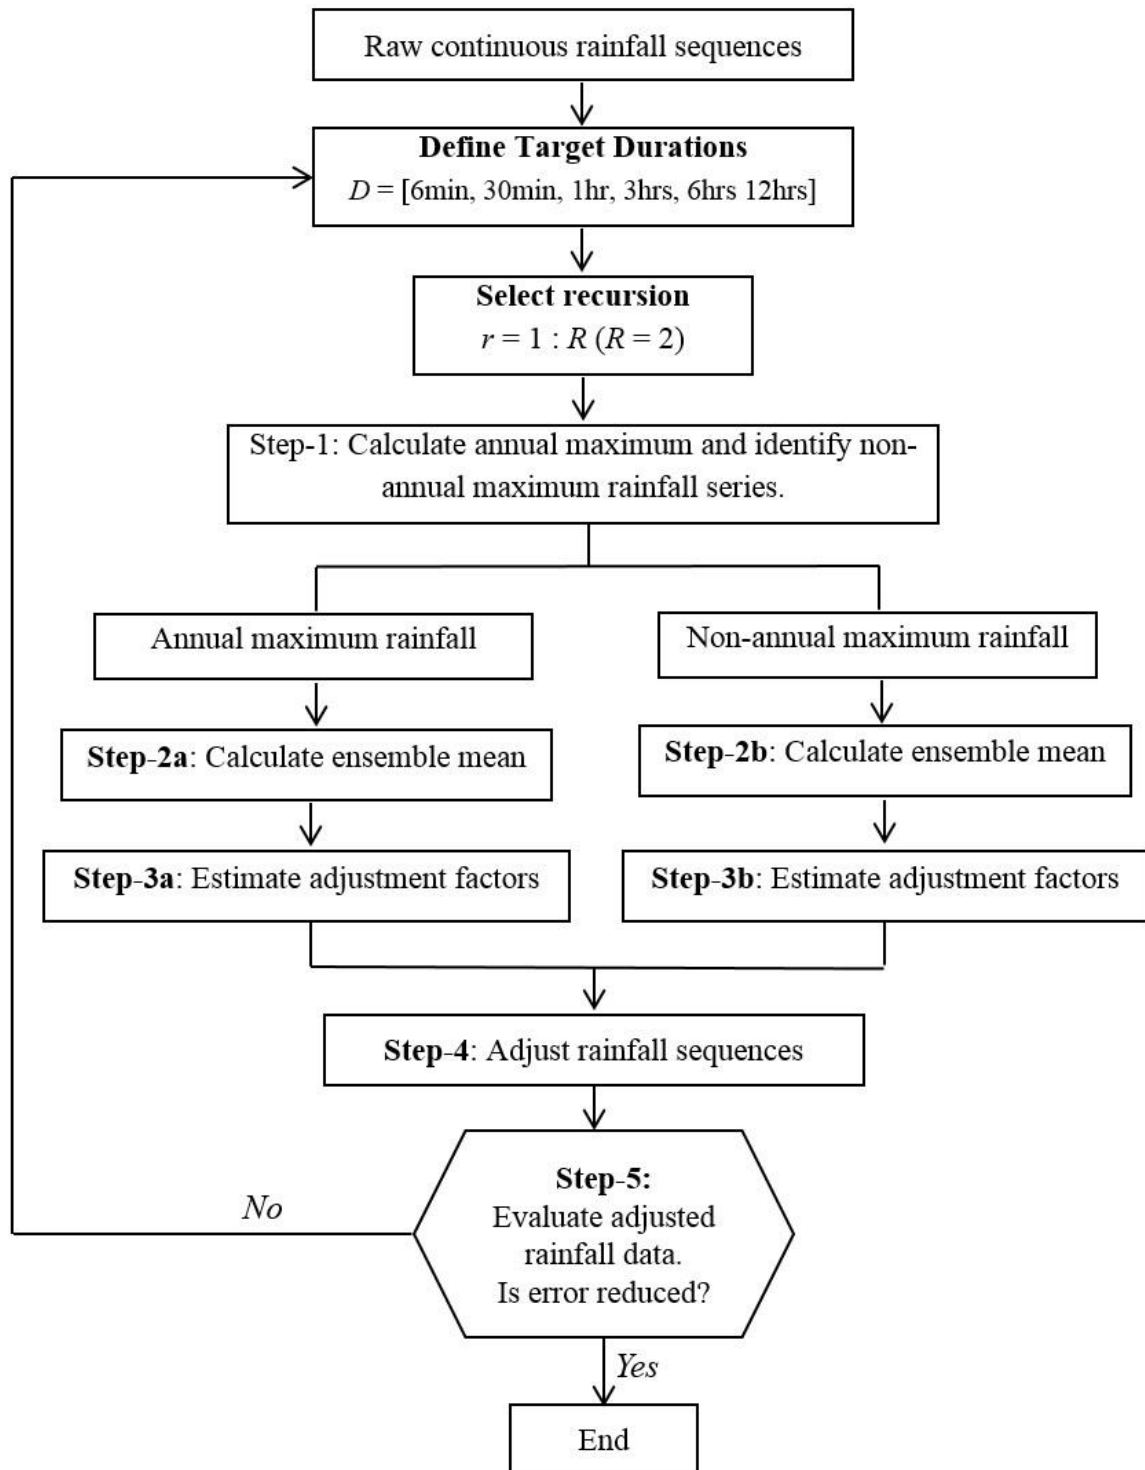 Raw continuous rainfall sequences
Define Target Durations
D = [6min, 30min, 1hr, 3hrs, 6hrs 12hrs]
Select recursion
r = 1 : R (R = 2)
Step-1: Calculate annual maximum and identify non-
annual maximum rainfall series.
Annual maximum rainfall
Non-annual maximum rainfall
Step-2a: Calculate ensemble mean
Step-2b: Calculate ensemble mean
Step-3a: Estimate adjustment factors
Step-3b: Estimate adjustment factors
Step-4: Adjust rainfall sequences
Step-5:
Evaluate adjusted
rainfall data.
Is error reduced?
No
Yes
End